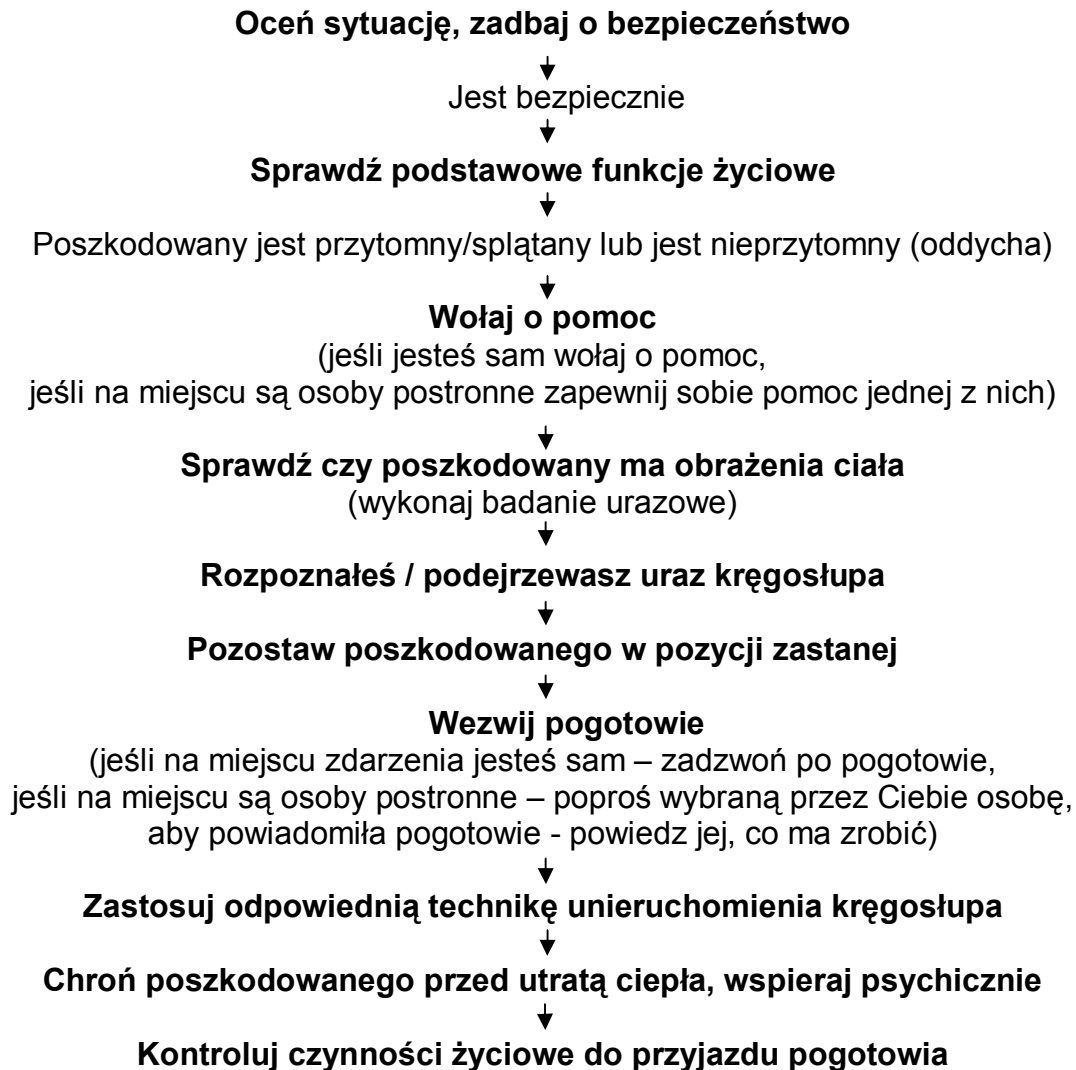 Oceń sytuację, zadbaj o bezpieczeństwo
Jest bezpiecznie
Sprawdź podstawowe funkcje życiowe
Poszkodowany jest przytomny/splątany lub jest nieprzytomny (oddycha)
Wołaj o pomoc
(jeśli jesteś sam wołaj o pomoc,
jeśli na miejscu są osoby postronne zapewnij sobie pomoc jednej z nich)
Sprawdź czy poszkodowany ma obrażenia ciała
(wykonaj badanie urazowe)
Rozpoznałeś / podejrzewasz uraz kręgosłupa
Pozostaw poszkodowanego w pozycji zastanej
Wezwij pogotowie
(jeśli na miejscu zdarzenia jesteś sam – zadzwoń po pogotowie,
jeśli na miejscu są osoby postronne – poproś wybraną przez Ciebie osobę,
aby powiadomiła pogotowie - powiedz jej, co ma zrobić)
Zastosuj odpowiednią technikę unieruchomienia kręgosłupa
Chroń poszkodowanego przed utratą ciepła, wspieraj psychicznie
Kontroluj czynności życiowe do przyjazdu pogotowia